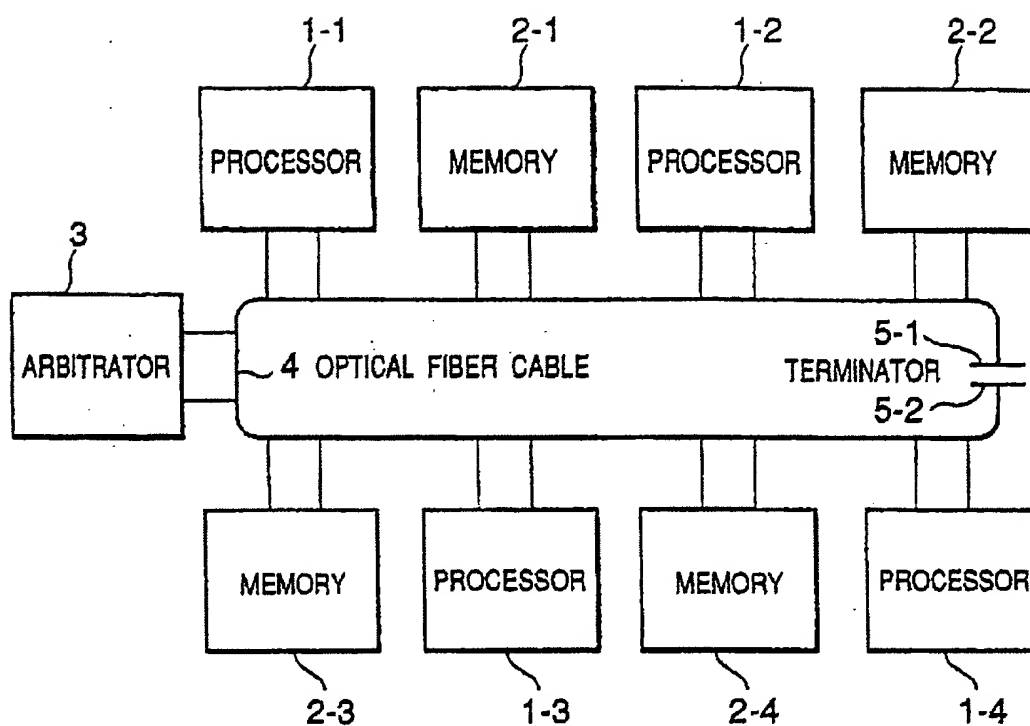 1-1 2-1 1-2 2-2
PROCESSOR MEMORY PROCESSOR MEMORY
3
ARBITRATOR
4 OPTICAL FIBER CABLE
TERMINATOR
5-1
5-2
MEMORY PROCESSOR MEMORY PROCESSOR
2-3 1-3 2-4 1-4